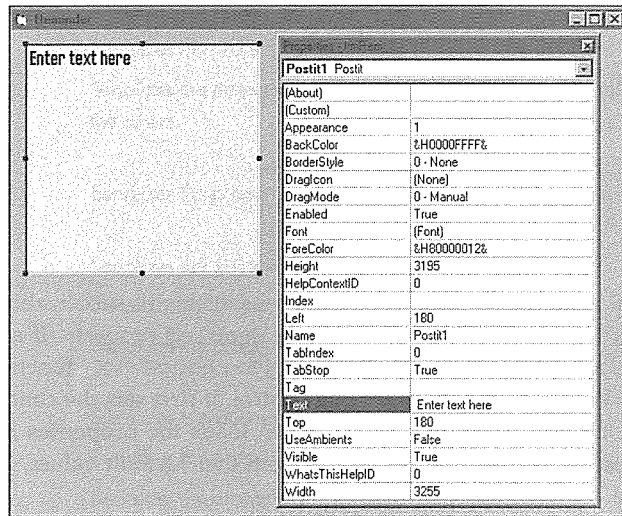 Reminder
Enter text here
Postit1 Postit
(About)
(Custom)
Appearance 1
BackColor &H0000FFFF&
BorderStyle 0 - None
DragIcon (None)
DragMode 0 - Manual
Enabled True
Font (Font)
ForeColor &H80000012&
Height 3195
HelpContextID 0
Index
Left 180
Name Postit1
TabIndex 0
TabStop True
Tag
Text Enter text here
Top 180
UseAmbients False
Visible True
WhatsThisHelpID 0
Width 3255